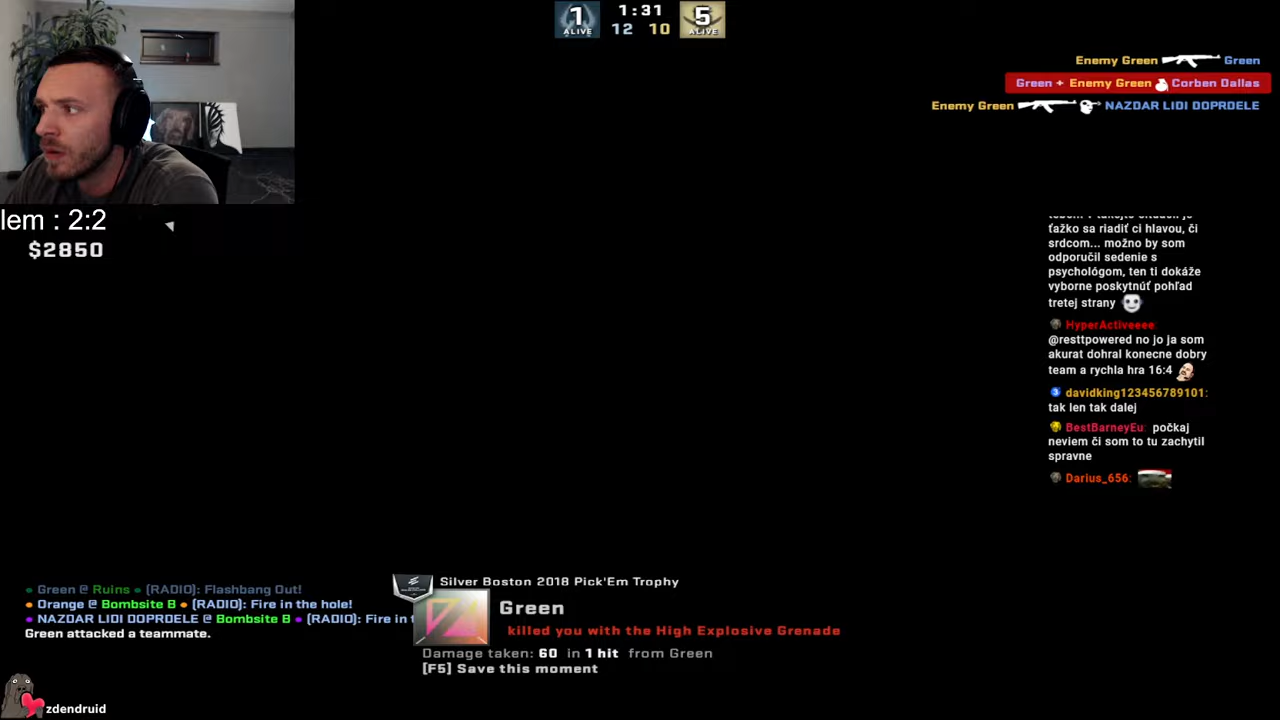 1
ALIVE
1:31
12 10
5
ALIVE
Enemy Green Green
Green + Enemy Green Corben Dallas
Enemy Green NAZDAR LIDI DOPRDELE
lem : 2:2
$2850
ťažko sa riadiť ci hlavou, či
srdcom... možno by som
odporučil sedenie s
psychológom, ten ti dokáže
vyborne poskytnúť pohľad
tretej strany
HyperActiveeee:
@resttpowered no jo ja som
akurat dohral konecne dobry
team a rychla hra 16:4
davidking123456789101:
tak len tak dalej
BestBarneyEu: počkaj
neviem či som to tu zachytil
spravne
Darius_656:
Green @ Ruins • (RADIO): Flashbang Out!
Orange @ Bombsite B • (RADIO): Fire in the hole!
NAZDAR LIDI DOPRDELE @ Bombsite B • (RADIO): Fire in t
Green attacked a teammate.
Silver Boston 2018 Pick'Em Trophy
Green
killed you with the High Explosive Grenade
Damage taken: 60 in 1 hit from Green
[F5] Save this moment
zdendruid